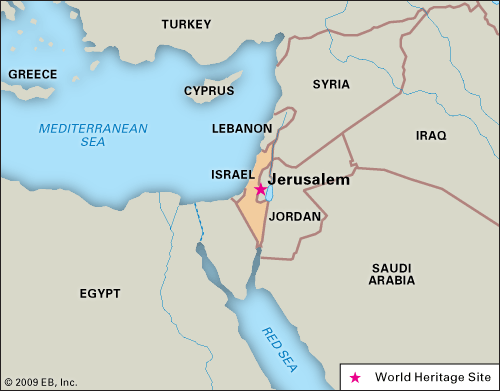 TURKEY
GREECE
CYPRUS
SYRIA
MEDITERRANEAN
SEA
LEBANON
IRAQ
ISRAEL
Jerusalem
JORDAN
SAUDI
ARABIA
EGYPT
RED SEA
© 2009 EB, Inc.
World Heritage Site